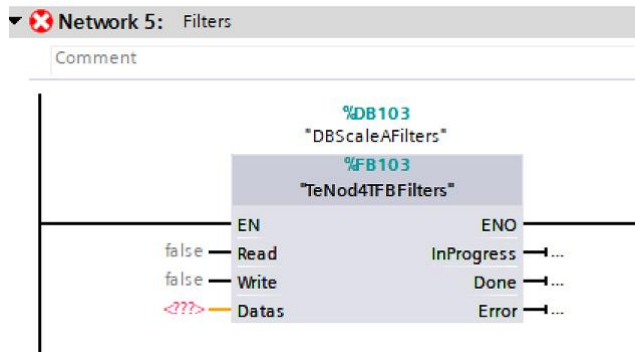 Network 5: Filters
Comment
%DB103
"DBScaleAFilters"
%FB103
"TeNod4TFBFilters"
EN ENO
false Read InProgress ...
false Write Done ...
<???> Datas Error ...